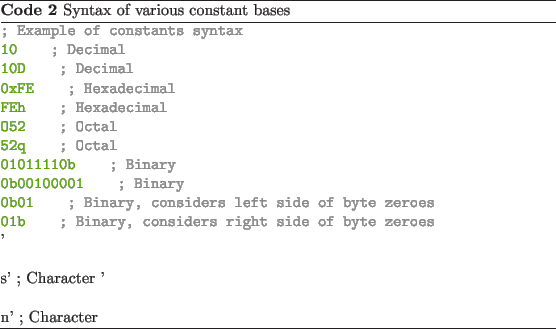 Code 2 Syntax of various constant bases
; Example of constants syntax
10 ; Decimal
10D ; Decimal
0xFE ; Hexadecimal
FEh ; Hexadecimal
052 ; Octal
52q ; Octal
01011110b ; Binary
0b00100001 ; Binary
0b01 ; Binary, considers left side of byte zeroes
01b ; Binary, considers right side of byte zeroes
’
s’ ; Character ’
n’ ; Character